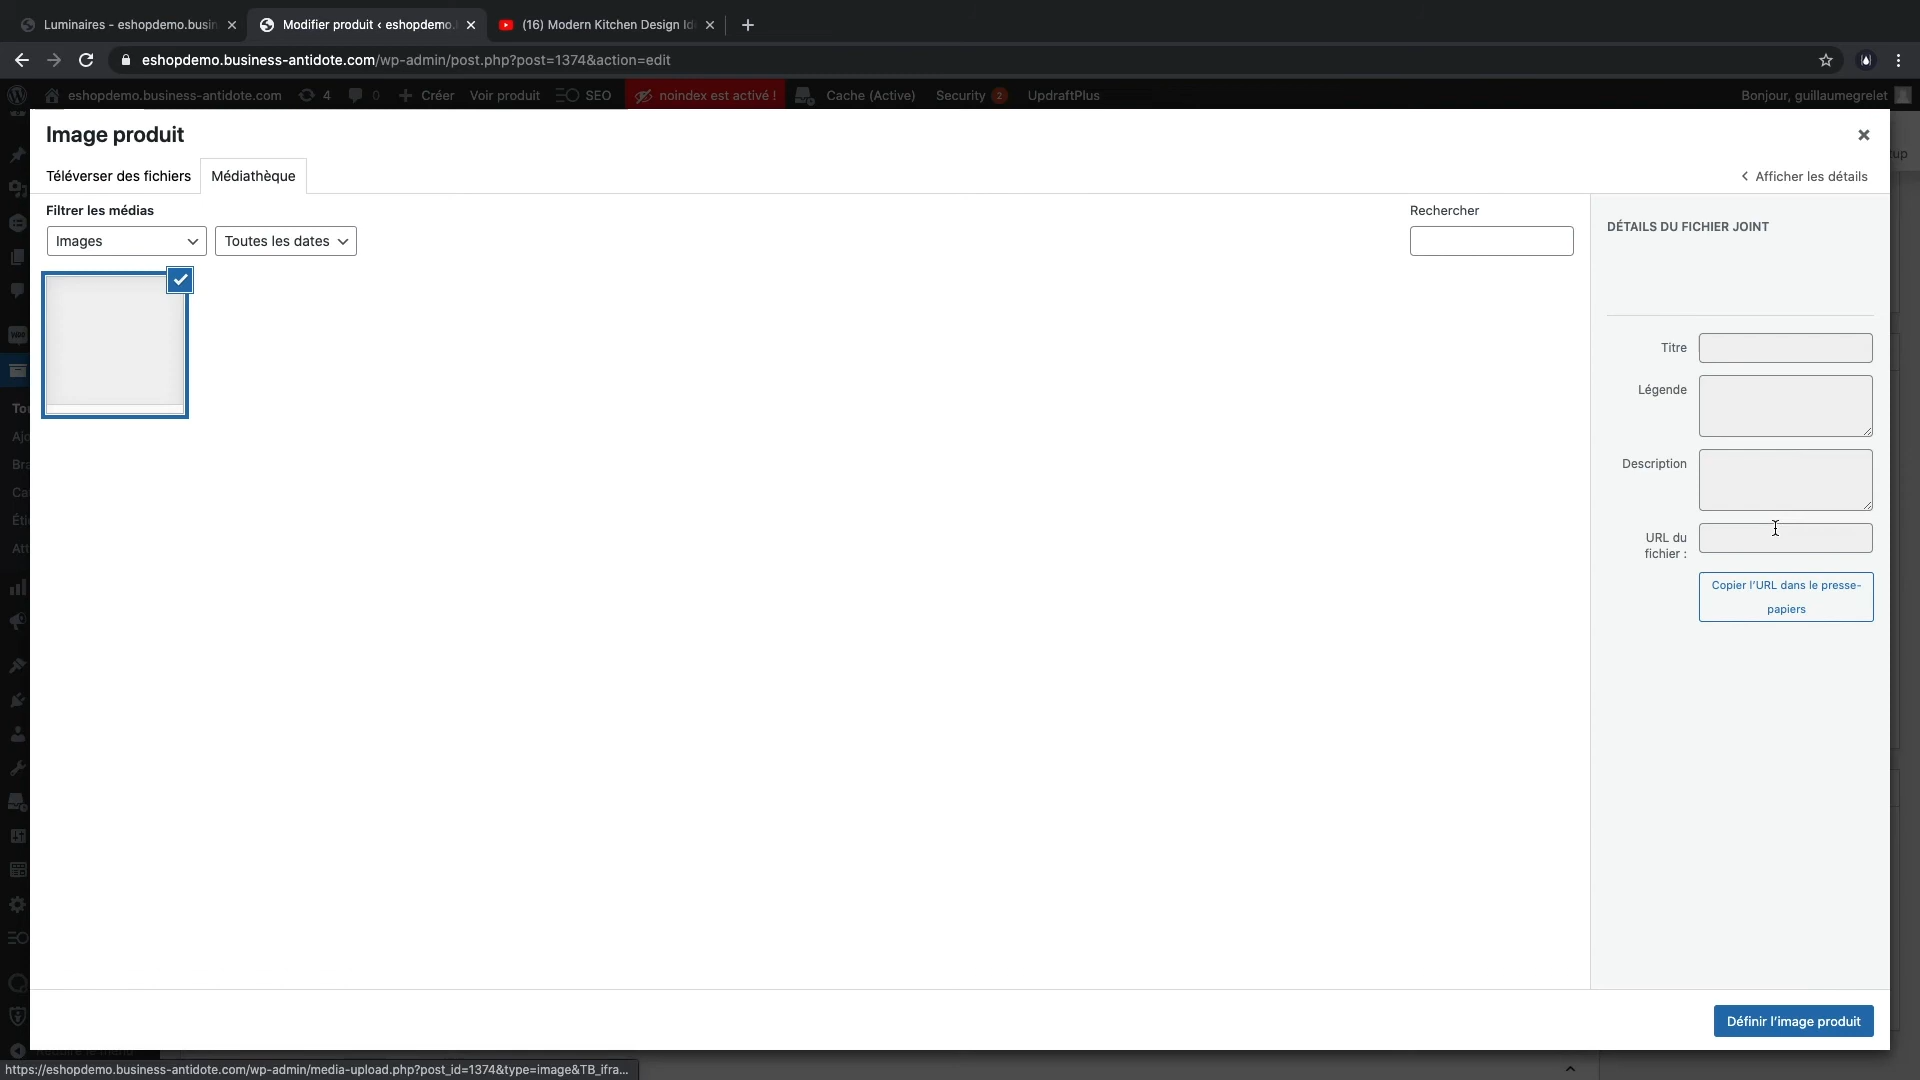 Luminaires - eshopdemo.busin
Modifier produit ‹ eshopdemo.
(16) Modern Kitchen Design Id
eshopdemo.business-antidote.com/wp-admin/post.php?post=1374&action=edit
eshopdemo.business-antidote.com
4
0
Créer
Voir produit
SEO
noindex est activé !
Cache (Active)
Security 2
UpdraftPlus
Bonjour, guillaumegrelet
Image produit
Téléverser des fichiers
Médiathèque
Afficher les détails
Filtrer les médias
Images
Toutes les dates
Rechercher
DÉTAILS DU FICHIER JOINT
Titre
Légende
Description
URL du
fichier :
Copier l'URL dans le presse-
papiers
Définir l'image produit
Réduire le menu
https://eshopdemo.business-antidote.com/wp-admin/media-upload.php?post_id=1374&type=image&TB_ifra...